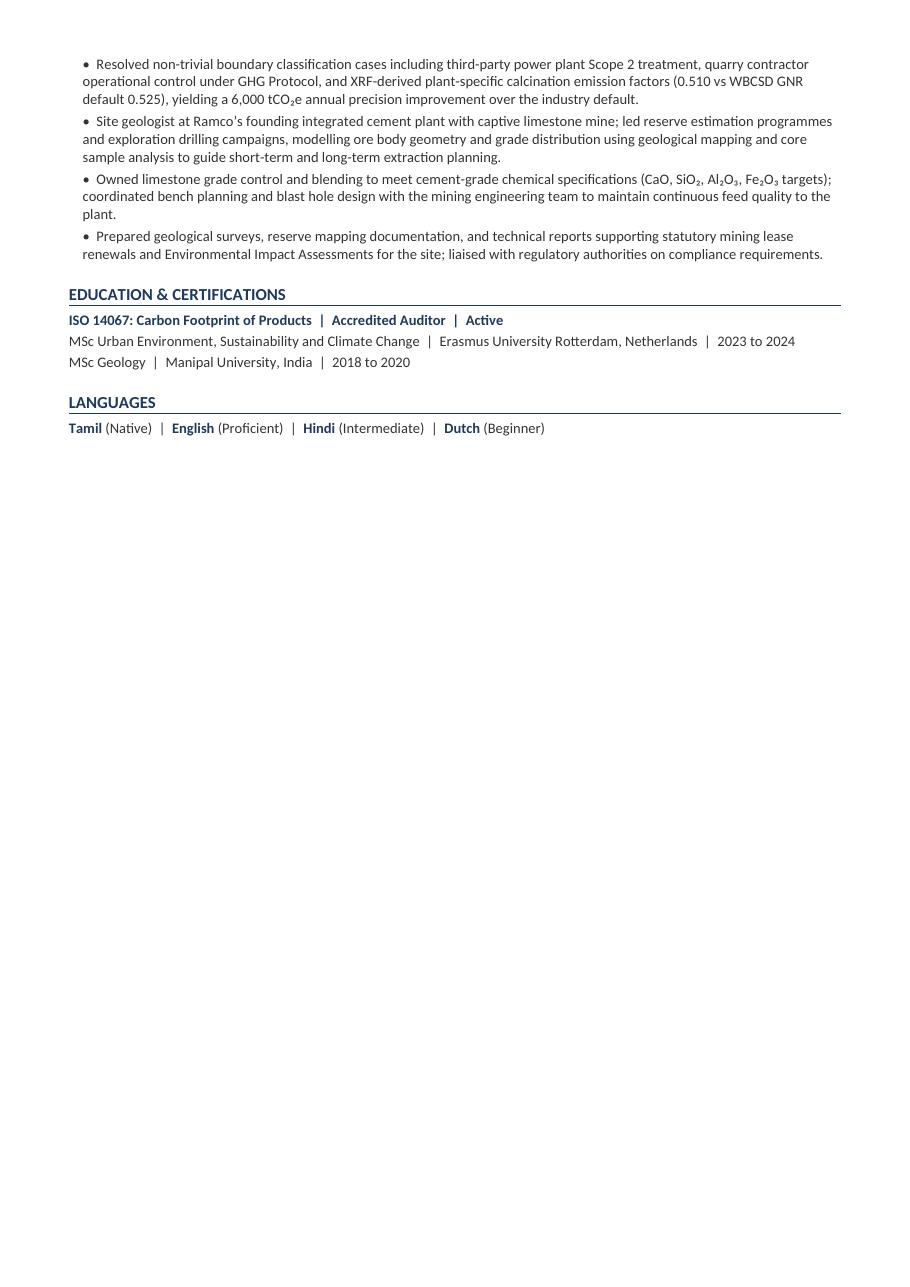 • Resolved non-trivial boundary classification cases including third-party power plant Scope 2 treatment, quarry contractor
operational control under GHG Protocol, and XRF-derived plant-specific calcination emission factors (0.510 vs WBCSD GNR
default 0.525), yielding a 6,000 tCO₂e annual precision improvement over the industry default.
• Site geologist at Ramco's founding integrated cement plant with captive limestone mine; led reserve estimation programmes
and exploration drilling campaigns, modelling ore body geometry and grade distribution using geological mapping and core
sample analysis to guide short-term and long-term extraction planning.
• Owned limestone grade control and blending to meet cement-grade chemical specifications (CaO, SiO₂, Al₂O₃, Fe₂O₃ targets);
coordinated bench planning and blast hole design with the mining engineering team to maintain continuous feed quality to the
plant.
• Prepared geological surveys, reserve mapping documentation, and technical reports supporting statutory mining lease
renewals and Environmental Impact Assessments for the site; liaised with regulatory authorities on compliance requirements.
EDUCATION & CERTIFICATIONS
ISO 14067: Carbon Footprint of Products | Accredited Auditor | Active
MSc Urban Environment, Sustainability and Climate Change | Erasmus University Rotterdam, Netherlands | 2023 to 2024
MSc Geology | Manipal University, India | 2018 to 2020
LANGUAGES
Tamil (Native) | English (Proficient) | Hindi (Intermediate) | Dutch (Beginner)